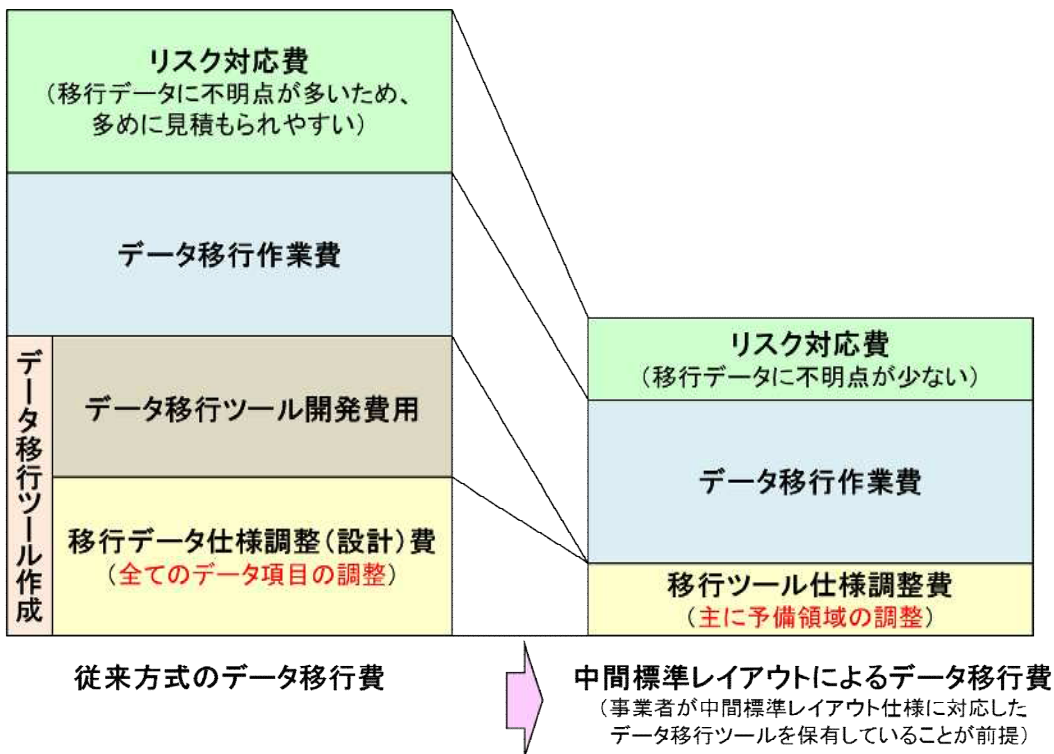 リスク対応費
（移行データに不明点が多いため、
多めに見積もられやすい）
データ移行作業費
データ移行ツール作成
データ移行ツール開発費用
移行データ仕様調整（設計）費
（全てのデータ項目の調整）
従来方式のデータ移行費
リスク対応費
（移行データに不明点が少ない）
データ移行作業費
移行ツール仕様調整費
（主に予備領域の調整）
中間標準レイアウトによるデータ移行費
（事業者が中間標準レイアウト仕様に対応した
データ移行ツールを保有していることが前提）